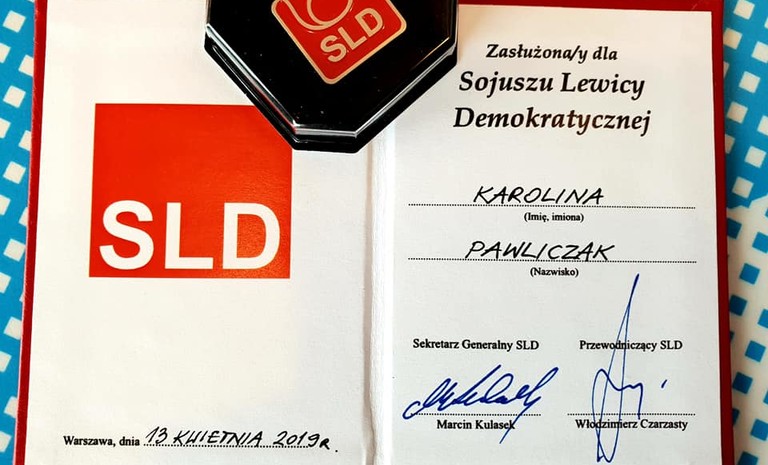 SLD
SLD
Warszawa, dnia 13 KWIETNIA 2019r.
Zasłużona/y dla
Sojuszu Lewicy
Demokratycznej
KAROLINA
(Imię, imiona)
PAWLICZAK
(Nazwisko)
Sekretarz Generalny SLD Przewodniczący SLD
Marcin Kulasek Włodzimierz Czarzasty